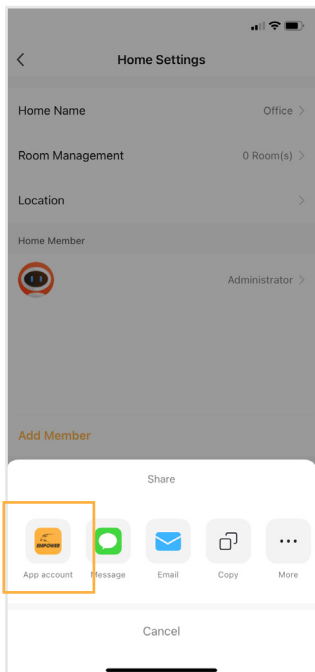 Home Settings
Home Name Office
Room Management 0 Room(s)
Location
Home Member
Administrator
Add Member
Share
EMPOWER
App account Message Email Copy More
Cancel